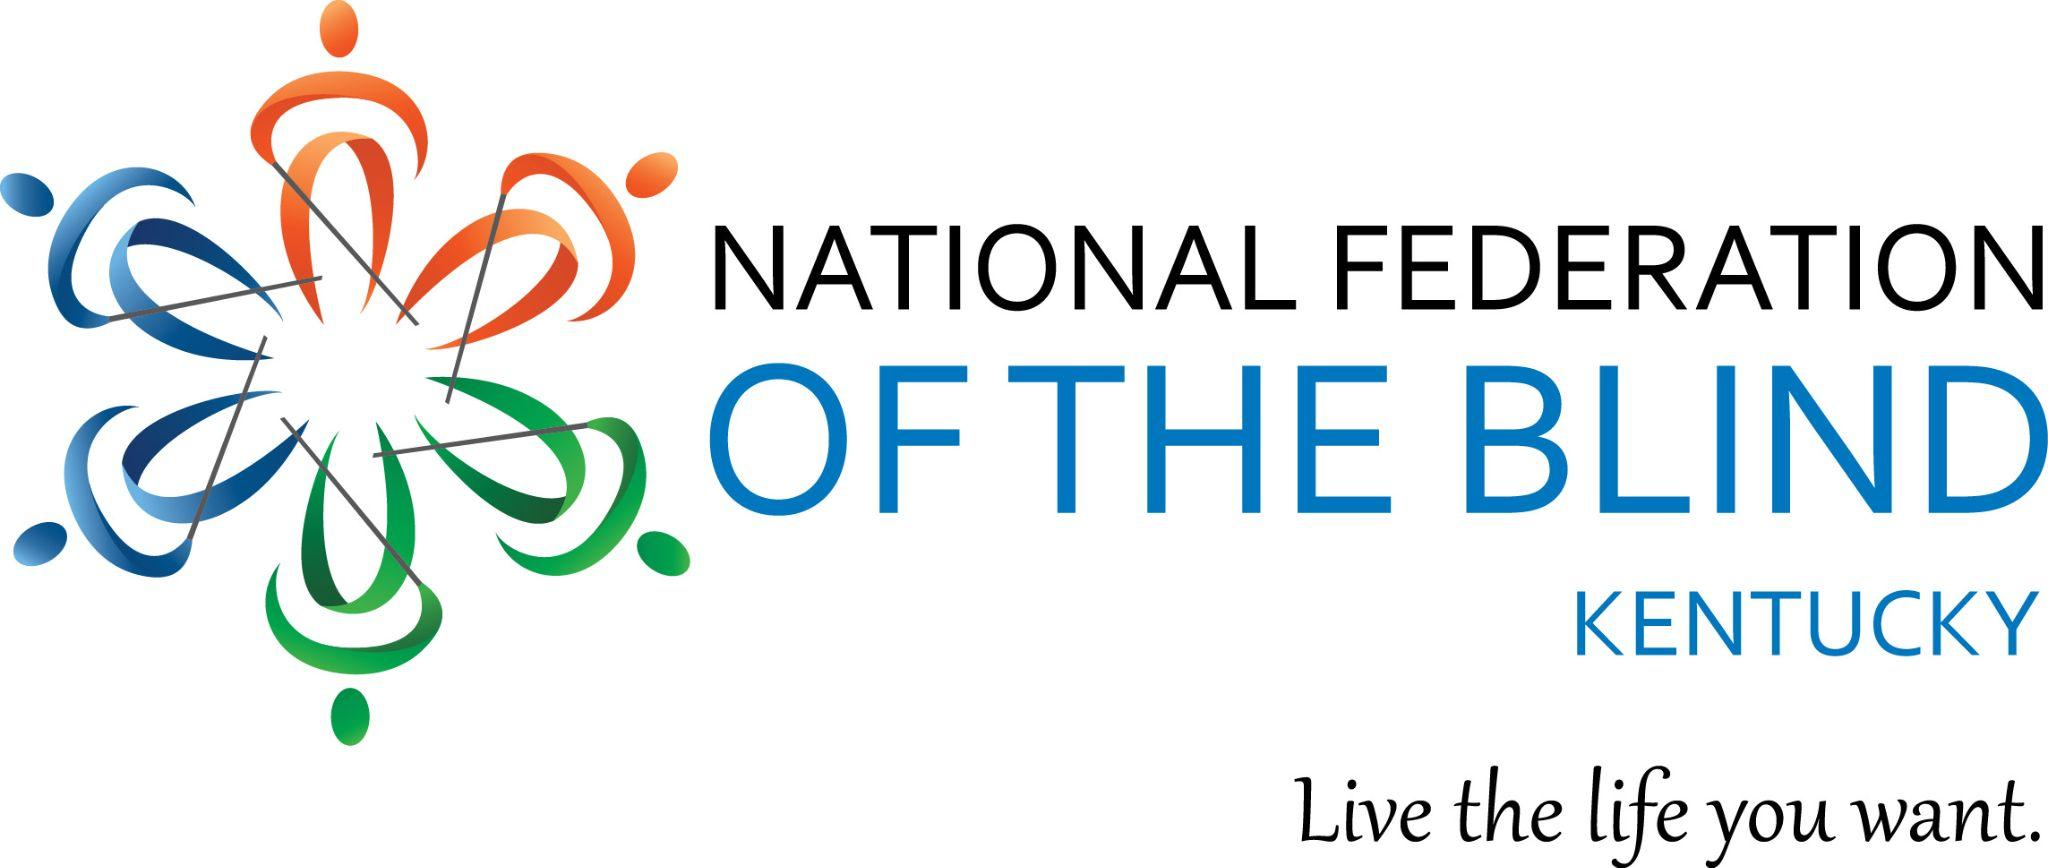 NATIONAL FEDERATION
OF THE BLIND
KENTUCKY
Live the life you want.